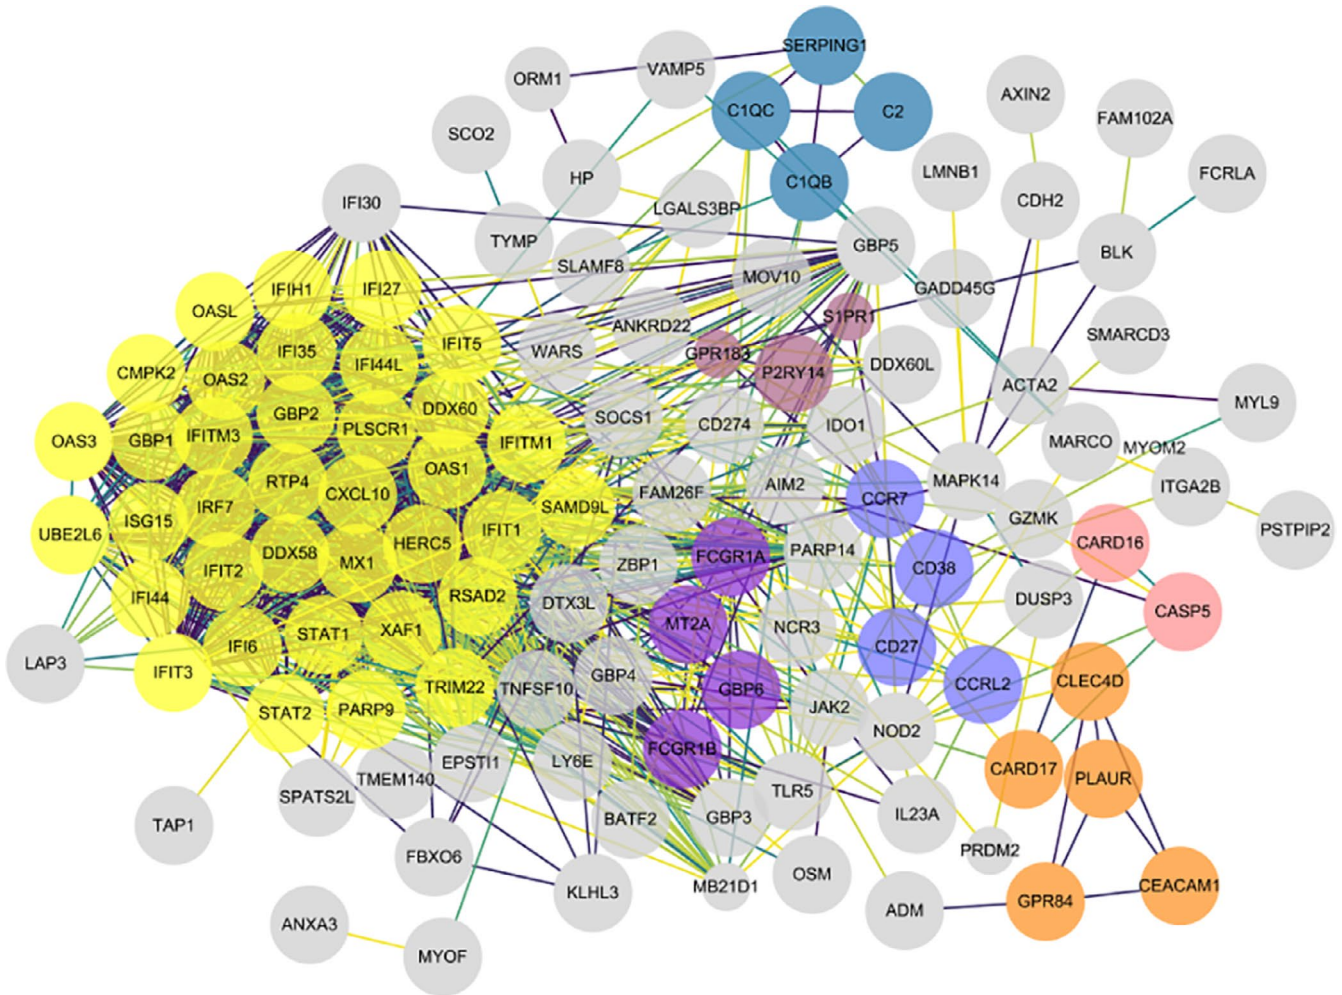 SERPING1
ORM1
VAMP5
C1QC
C2
AXIN2
SCO2
FAM102A
HP
C1QB
LMNB1
FCRLA
IFI30
LGALS3BP
CDH2
TYMP
GBP5
BLK
SLAMF8
MOV10
IFIH1
IFI27
GADD45G
OASL
S1PR1
ANKRD22
SMARCD3
IFI35
IFIT5
WARS
GPR183
CMPK2
OAS2
IFI44L
P2RY14
DDX60L
ACTA2
MYL9
GBP2
DDX60
SOCS1
CD274
IDO1
OAS3
GBP1
IFITM3
PLSCR1
IFITM1
MARCO
MYOM2
OAS1
RTP4
CXCL10
FAM26F
AIM2
MAPK14
ITGA2B
IRF7
SAMD9L
CCR7
UBE2L6
ISG15
IFIT1
GZMK
PSTPIP2
DDX58
HERC5
PARP14
CARD16
IFIT2
MX1
ZBP1
FCGR1A
CD38
IFI44
RSAD2
DTX3L
DUSP3
CASP5
MT2A
NCR3
STAT1
XAF1
IFI6
CD27
LAP3
IFIT3
GBP4
TRIM22
TNFSF10
GBP6
CCRL2
CLEC4D
STAT2
PARP9
JAK2
NOD2
FCGR1B
EPSTI1
LY6E
CARD17
PLAUR
SPATS2L
TMEM140
TLR5
TAP1
BATF2
GBP3
IL23A
FBXO6
PRDM2
KLHL3
MB21D1
OSM
CEACAM1
GPR84
ADM
ANXA3
MYOF